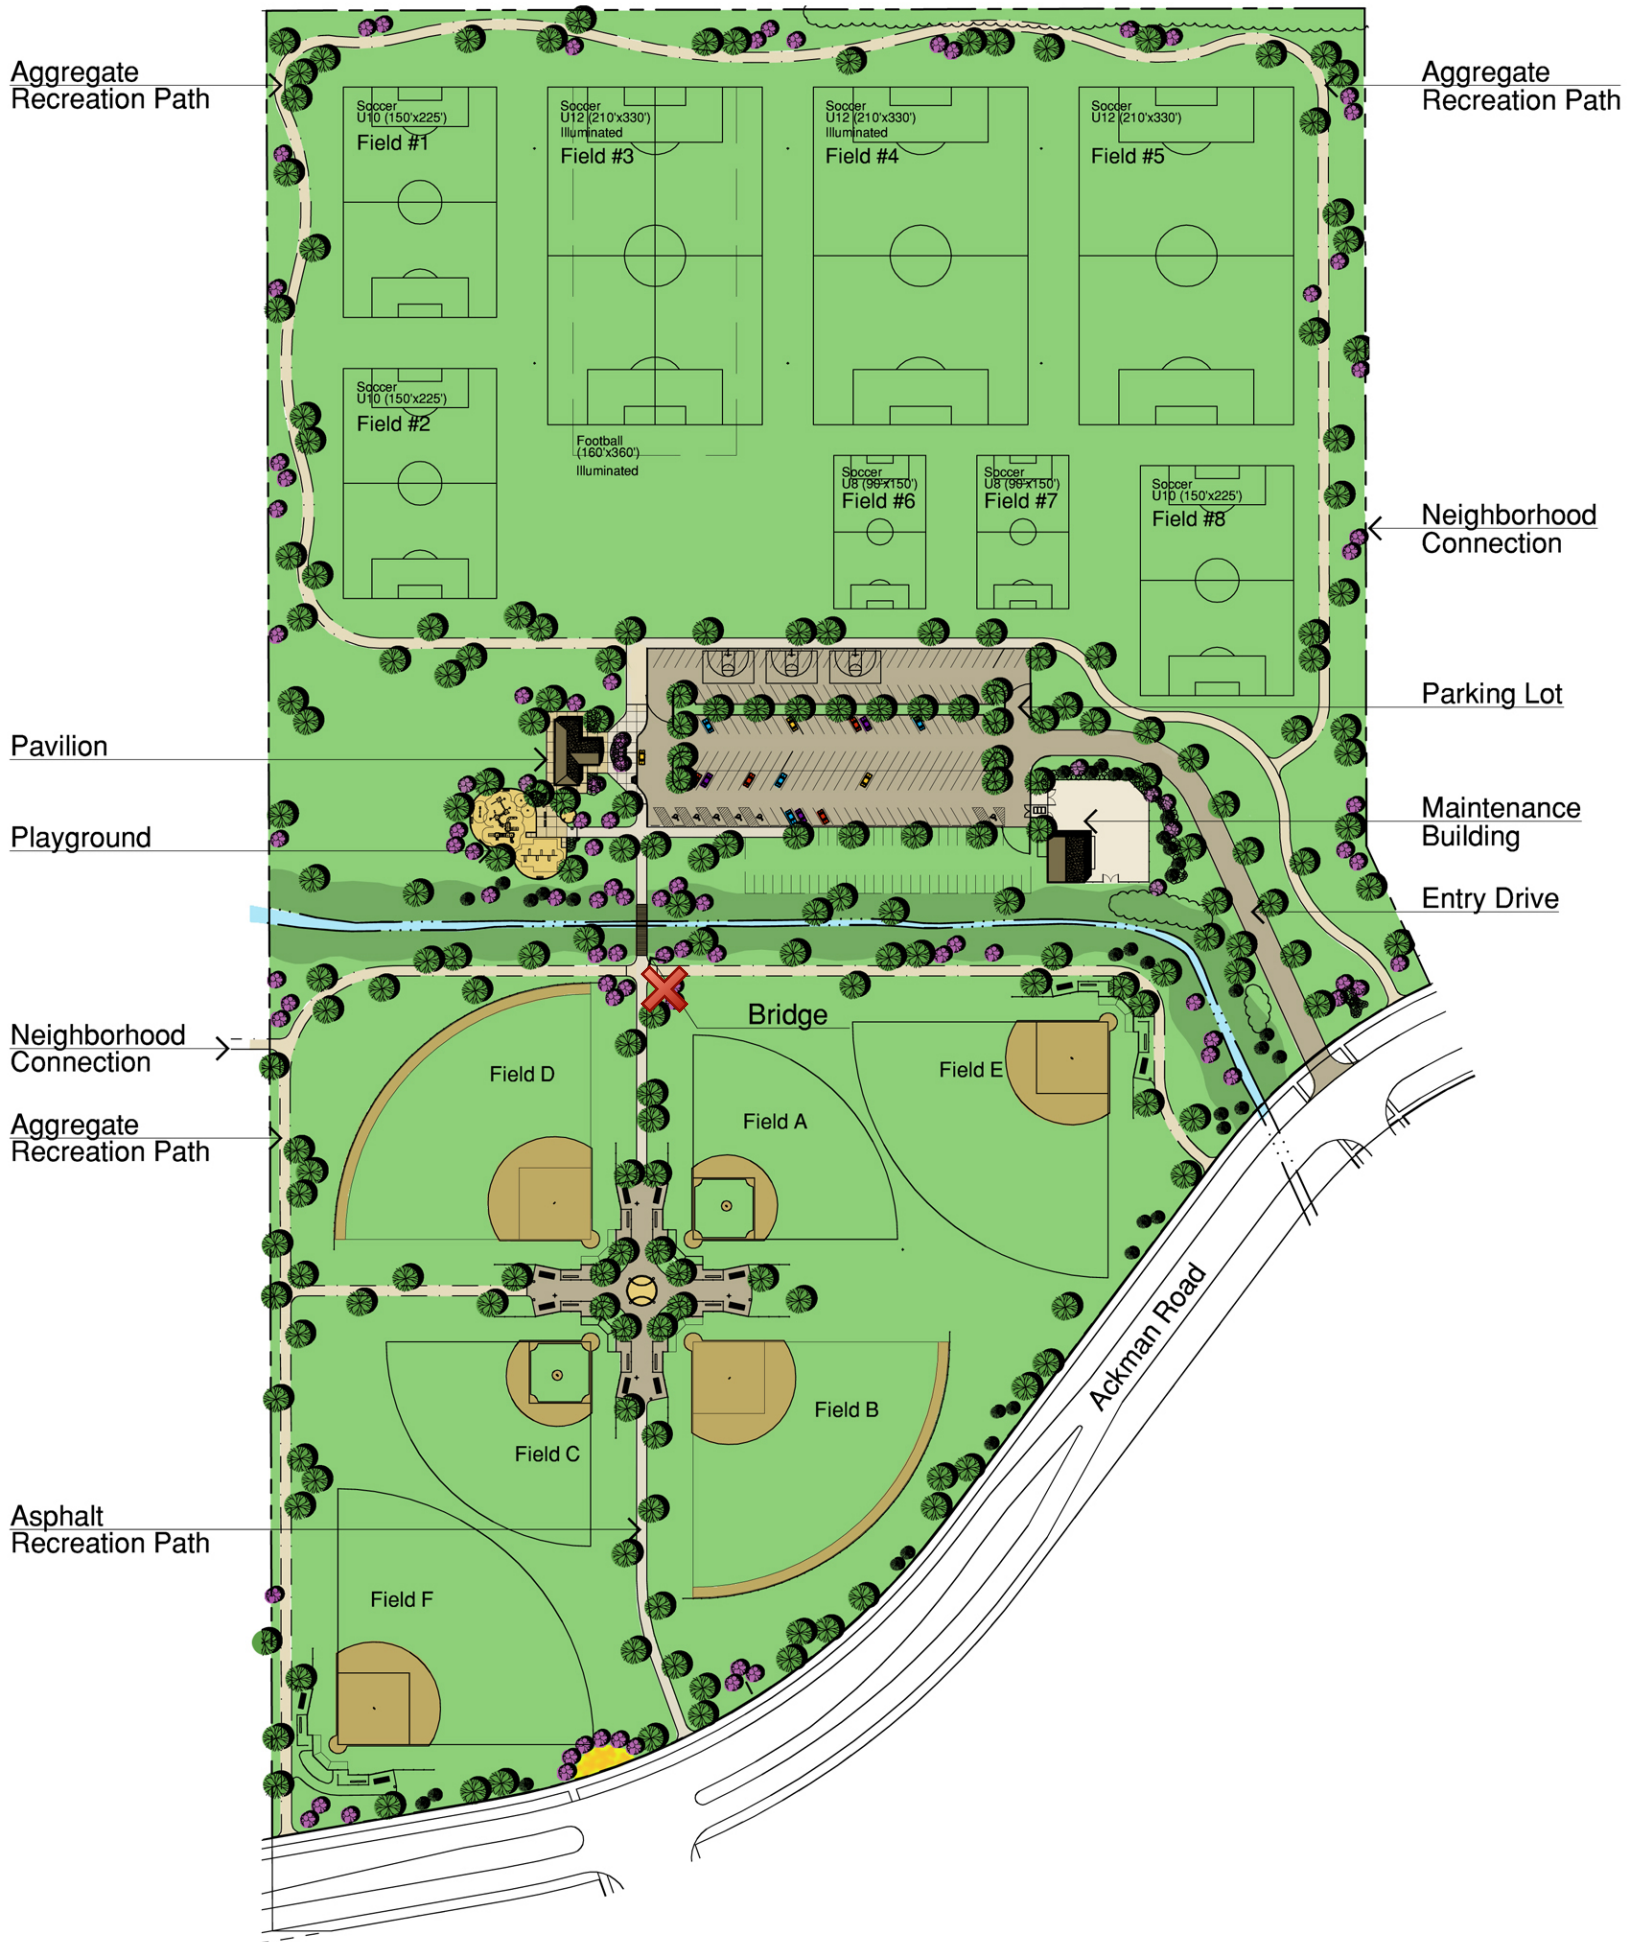 Aggregate
Recreation Path
Aggregate
Recreation Path
Soccer
U10 (150'x225')
Field #1
Soccer
U12 (210'x330')
Illuminated
Field #3
Soccer
U12 (210'x330')
Illuminated
Field #4
Soccer
U12 (210'x330')
Field #5
Soccer
U10 (150'x225')
Field #2
Football
(160'x360')
Illuminated
Soccer
U8 (90'x150')
Field #6
Soccer
U8 (90'x150')
Field #7
Soccer
U10 (150'x225')
Field #8
Neighborhood
Connection
Parking Lot
Pavilion
Maintenance
Building
Playground
Entry Drive
Bridge
Neighborhood
Connection
Field D
Field E
Field A
Aggregate
Recreation Path
Ackman Road
Field B
Field C
Asphalt
Recreation Path
Field F